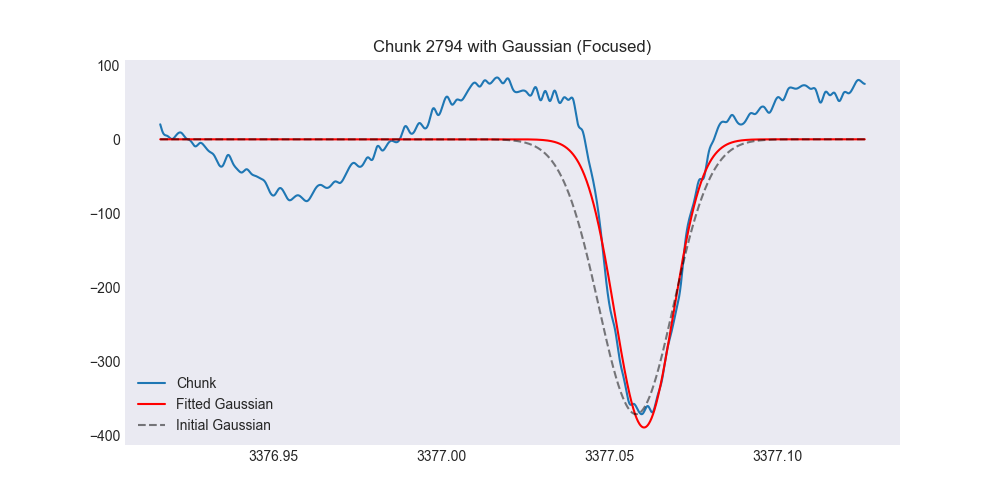 Chunk 2794 with Gaussian (Focused)
100
0
−100
−200
−300
−400
Chunk
Fitted Gaussian
Initial Gaussian
3376.95
3377.00
3377.05
3377.10